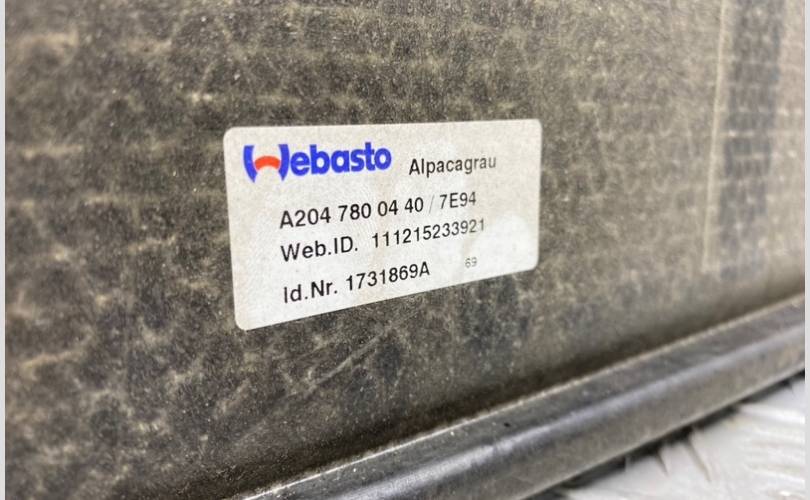 Webasto Alpacagrau
A204 780 04 40 / 7E94
Web.ID. 111215233921
Id.Nr. 1731869A 69